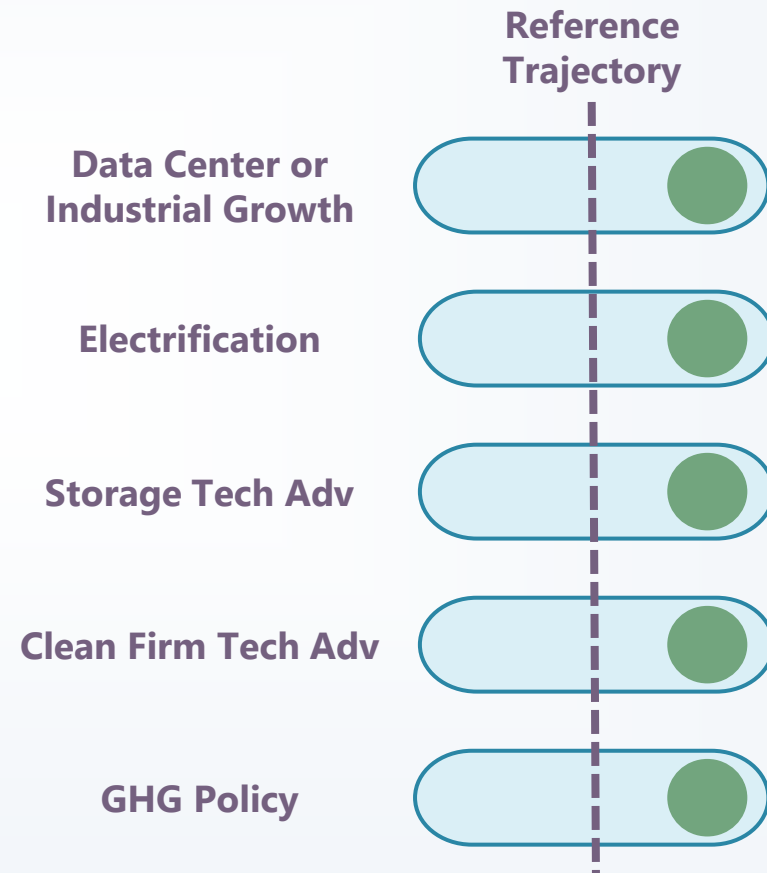 Reference
Trajectory
Data Center or
Industrial Growth
Electrification
Storage Tech Adv
Clean Firm Tech Adv
GHG Policy